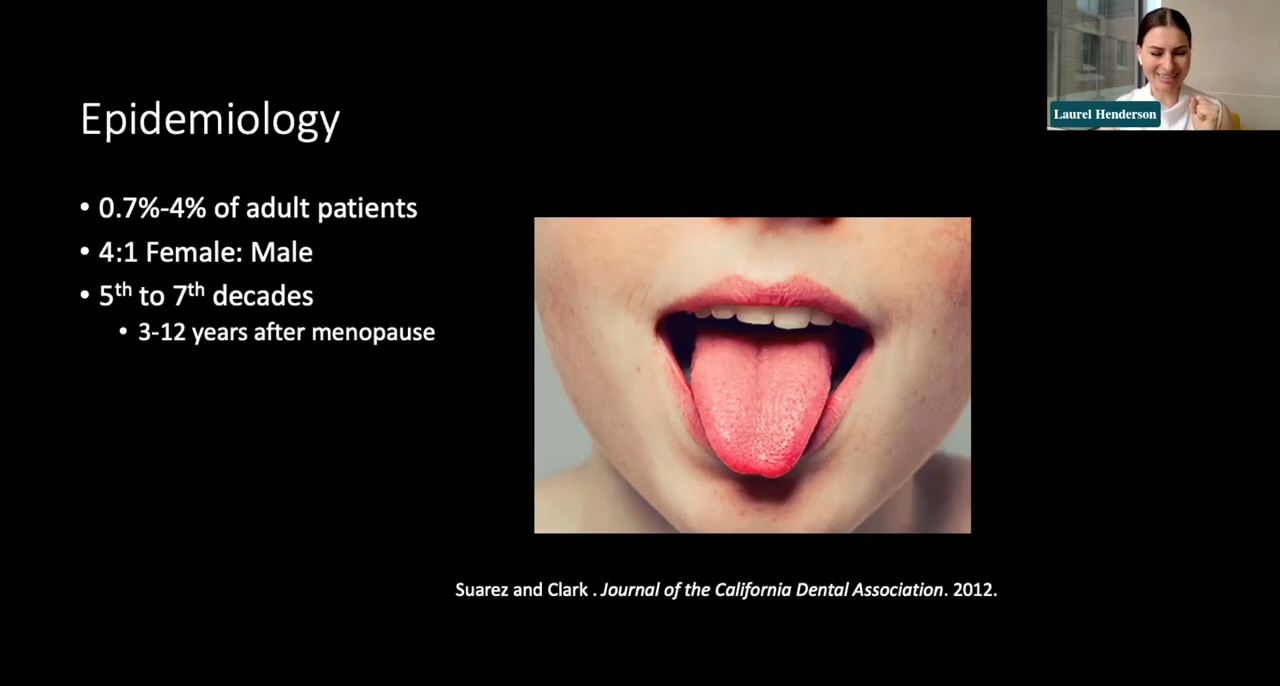 Laurel Henderson
Epidemiology
• 0.7%-4% of adult patients
• 4:1 Female: Male
• 5th to 7th decades
• 3-12 years after menopause
Suarez and Clark . Journal of the California Dental Association. 2012.